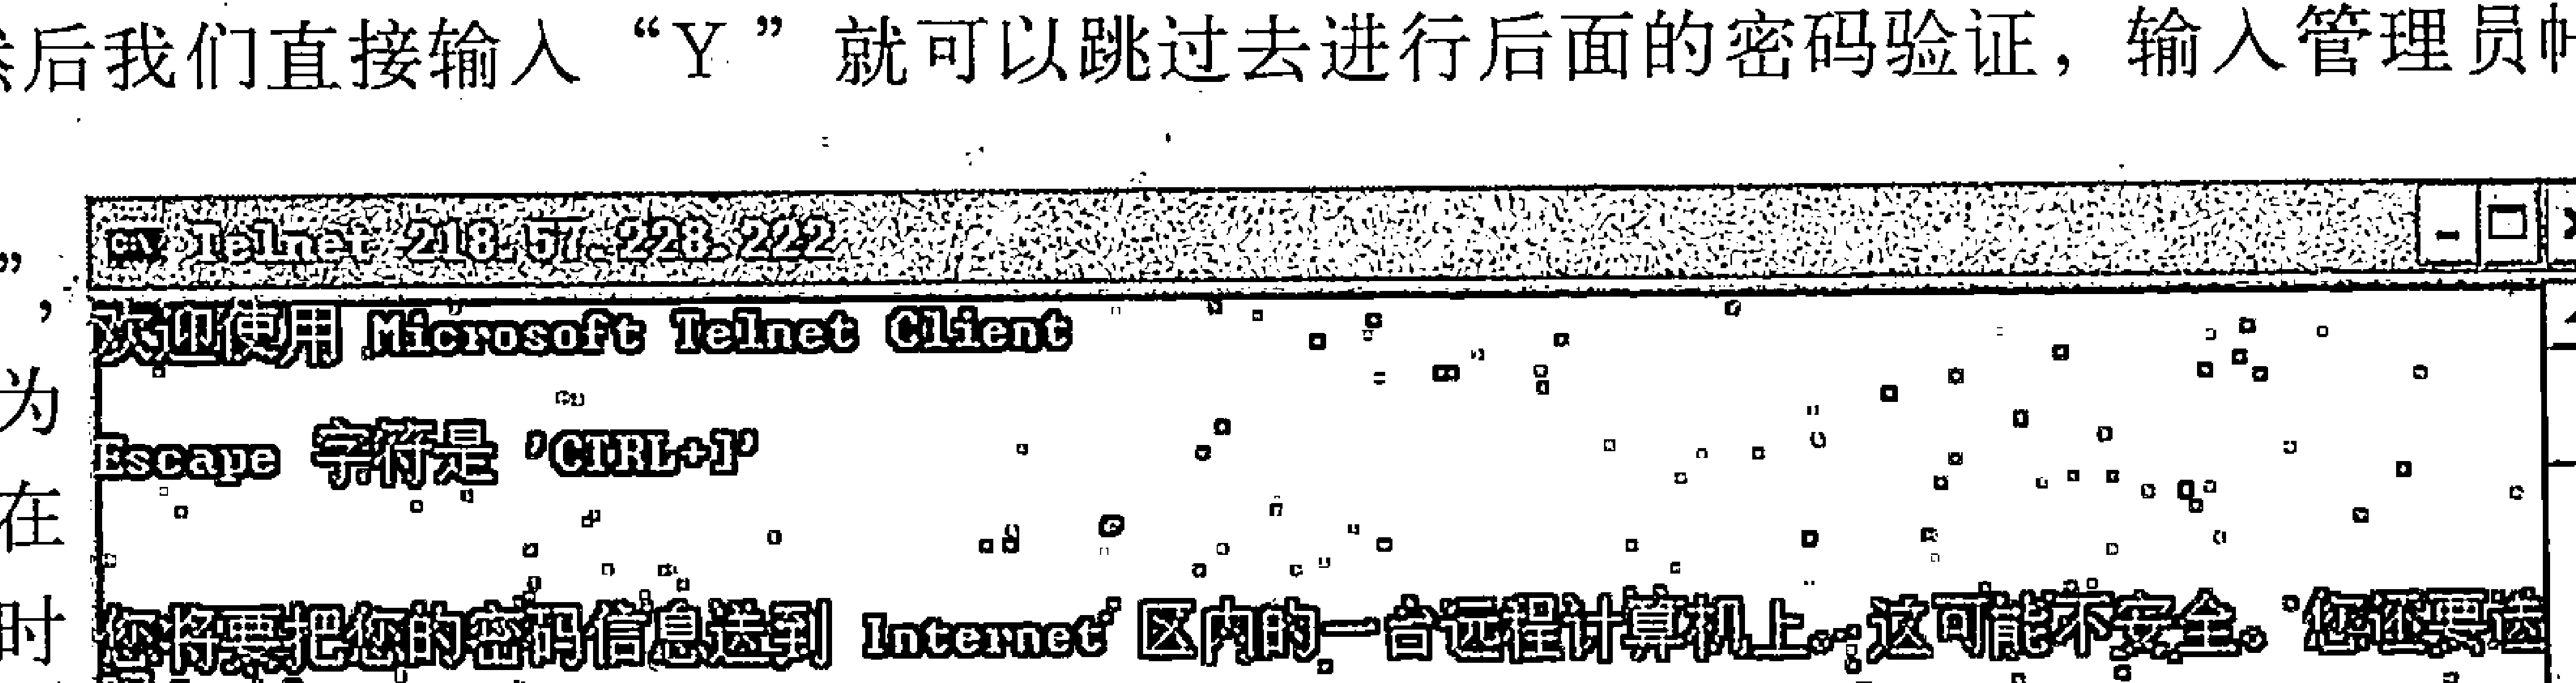 然后我们直接输入“Y”就可以跳过去进行后面的密码验证，输入管理员帐
Telnet 218.57.228.222
”，
欢迎使用 Microsoft Telnet Client
为
Escape 字符是 'CTRL+]'
在
时
您将要把您的密码信息送到 Internet 区内的一台远程计算机上。这可能不安全。您还要送